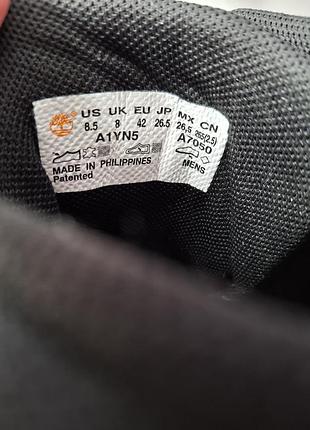 US UK EU JP MX CN
8.5 8 42 26.5 26,5 265(2.5)
A1YN5 A7050
MADE IN PHILIPPINES MENS
Patented